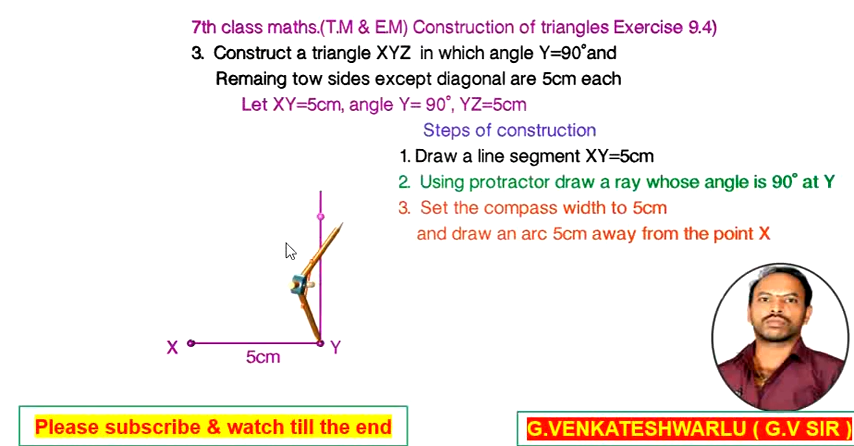 7th class maths.(T.M & E.M) Construction of triangles Exercise 9.4)
3. Construct a triangle XYZ in which angle Y=90°and
Remaing tow sides except diagonal are 5cm each
Let XY=5cm, angle Y= 90°, YZ=5cm
Steps of construction
1. Draw a line segment XY=5cm
2. Using protractor draw a ray whose angle is 90° at Y
3. Set the compass width to 5cm
and draw an arc 5cm away from the point X
X
Y
5cm
Please subscribe & watch till the end
G.VENKATESHWARLU ( G.V SIR )